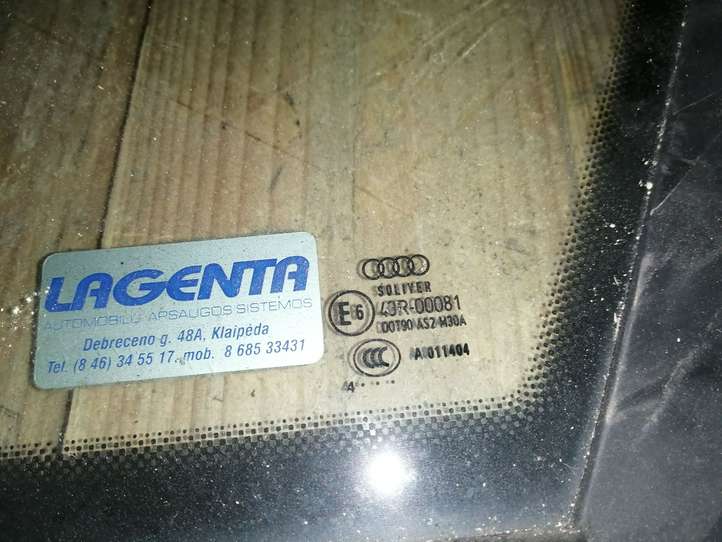 LAGENTA
AUTOMOBILIŲ APSAUGOS SISTEMOS
Debreceno g. 48A, Klaipėda
Tel. (8 46) 34 55 17, mob. 8 685 33431
SOLIVER
E6 43R-00081
DOT90 AS2 M30A
CCC A011404